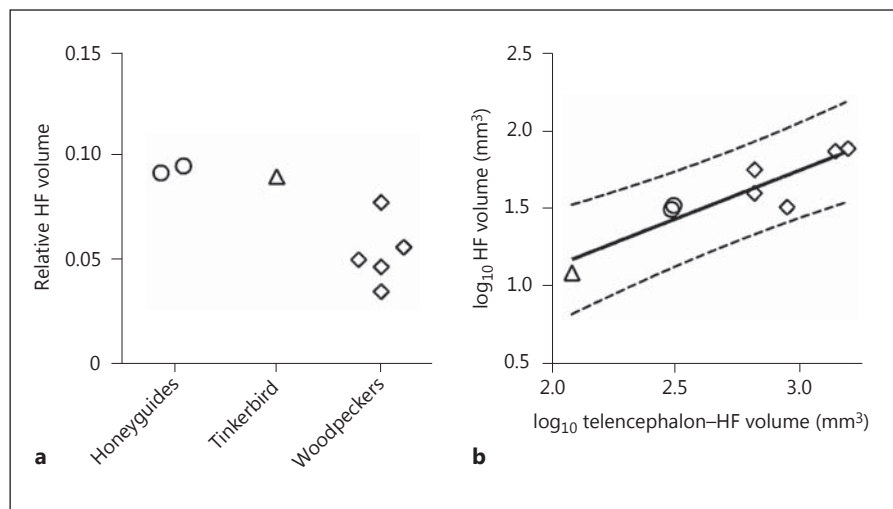 0.15
0.10
0.05
0
Relative HF volume
Honeyguides
Tinkerbird
Woodpeckers
a
2.5
2.0
1.5
1.0
0.5
log₁₀ HF volume (mm³)
2.0 2.5 3.0
log₁₀ telencephalon–HF volume (mm³)
b